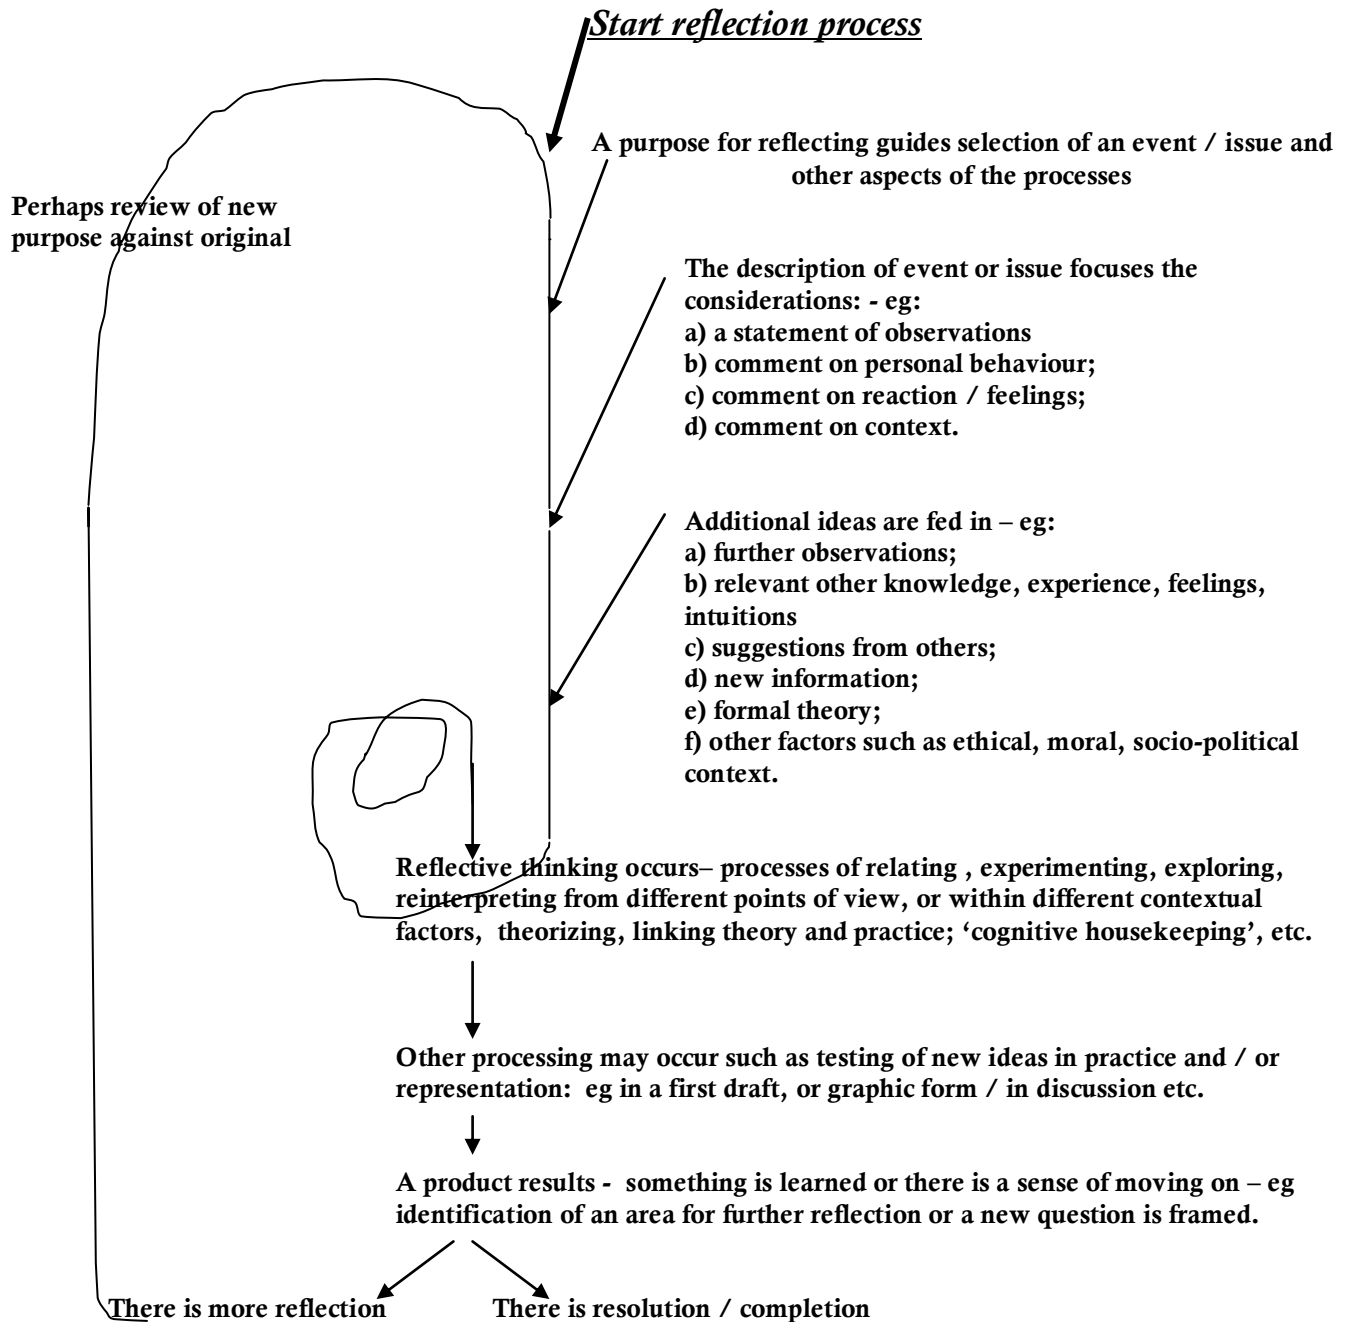 Start reflection process
A purpose for reflecting guides selection of an event / issue and
other aspects of the processes
Perhaps review of new
purpose against original
The description of event or issue focuses the
considerations: - eg:
a) a statement of observations
b) comment on personal behaviour;
c) comment on reaction / feelings;
d) comment on context.
Additional ideas are fed in – eg:
a) further observations;
b) relevant other knowledge, experience, feelings,
intuitions
c) suggestions from others;
d) new information;
e) formal theory;
f) other factors such as ethical, moral, socio-political
context.
Reflective thinking occurs– processes of relating , experimenting, exploring,
reinterpreting from different points of view, or within different contextual
factors,  theorizing, linking theory and practice; ‘cognitive housekeeping’, etc.
Other processing may occur such as testing of new ideas in practice and / or
representation:  eg in a first draft, or graphic form / in discussion etc.
A product results -  something is learned or there is a sense of moving on – eg
identification of an area for further reflection or a new question is framed.
There is more reflection
There is resolution / completion